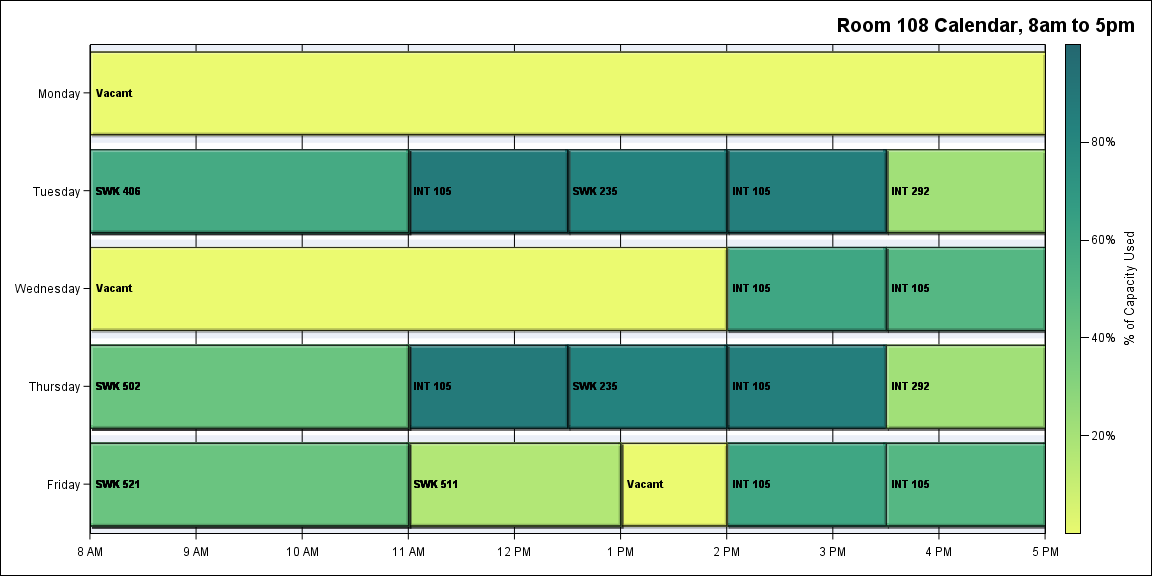 Room 108 Calendar, 8am to 5pm
Monday
Vacant
Tuesday
SWK 406
INT 105
SWK 235
INT 105
INT 292
Wednesday
Vacant
INT 105
INT 105
Thursday
SWK 502
INT 105
SWK 235
INT 105
INT 292
Friday
SWK 521
SWK 511
Vacant
INT 105
INT 105
8 AM
9 AM
10 AM
11 AM
12 PM
1 PM
2 PM
3 PM
4 PM
5 PM
80%
60%
40%
20%
% of Capacity Used